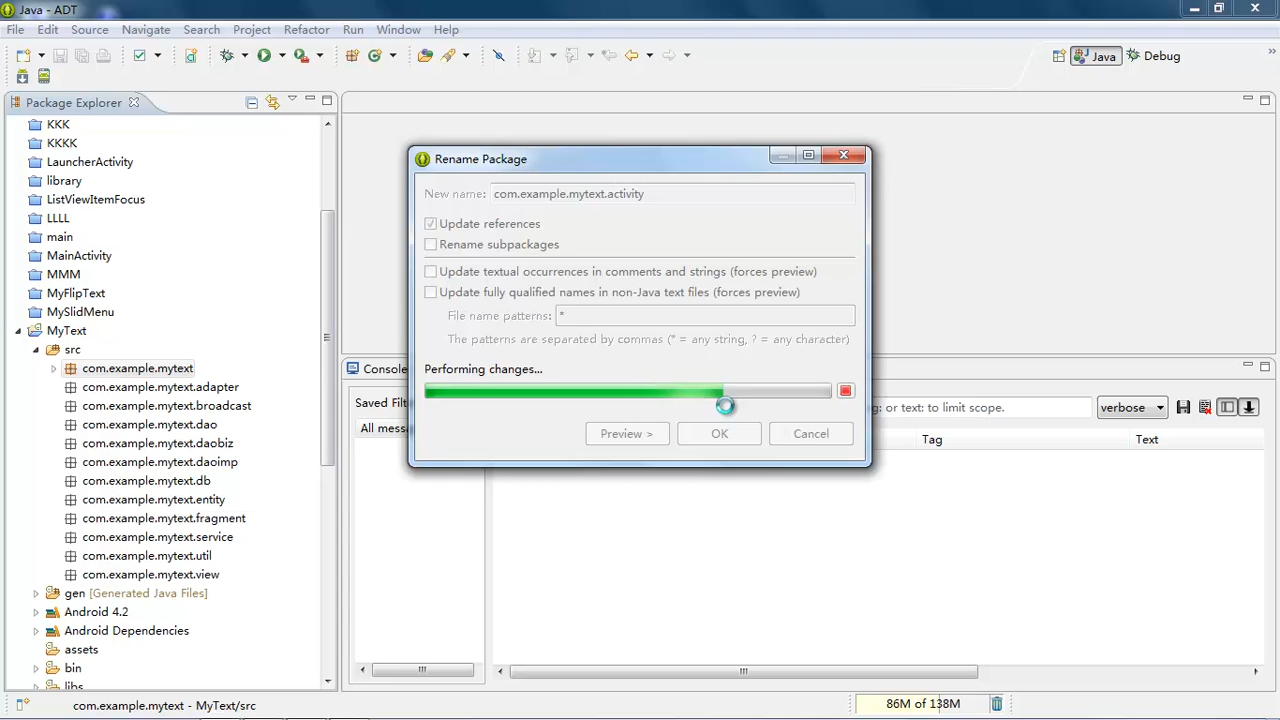 Java - ADT
File Edit Source Navigate Search Project Refactor Run Window Help
Java Debug
Package Explorer
KKK
KKKK
LauncherActivity
library
ListViewItemFocus
LLLL
main
MainActivity
MMM
MyFlipText
MySlidMenu
MyText
src
com.example.mytext
com.example.mytext.adapter
com.example.mytext.broadcast
com.example.mytext.dao
com.example.mytext.daobiz
com.example.mytext.daoimp
com.example.mytext.db
com.example.mytext.entity
com.example.mytext.fragment
com.example.mytext.service
com.example.mytext.util
com.example.mytext.view
gen [Generated Java Files]
Android 4.2
Android Dependencies
assets
bin
libs
Rename Package
New name: com.example.mytext.activity
Update references
Rename subpackages
Update textual occurrences in comments and strings (forces preview)
Update fully qualified names in non-Java text files (forces preview)
File name patterns: *
The patterns are separated by commas (* = any string, ? = any character)
Performing changes...
Preview > OK Cancel
Console
Saved Filt
All messa
or text: to limit scope. verbose
Tag Text
com.example.mytext - MyText/src
86M of 138M